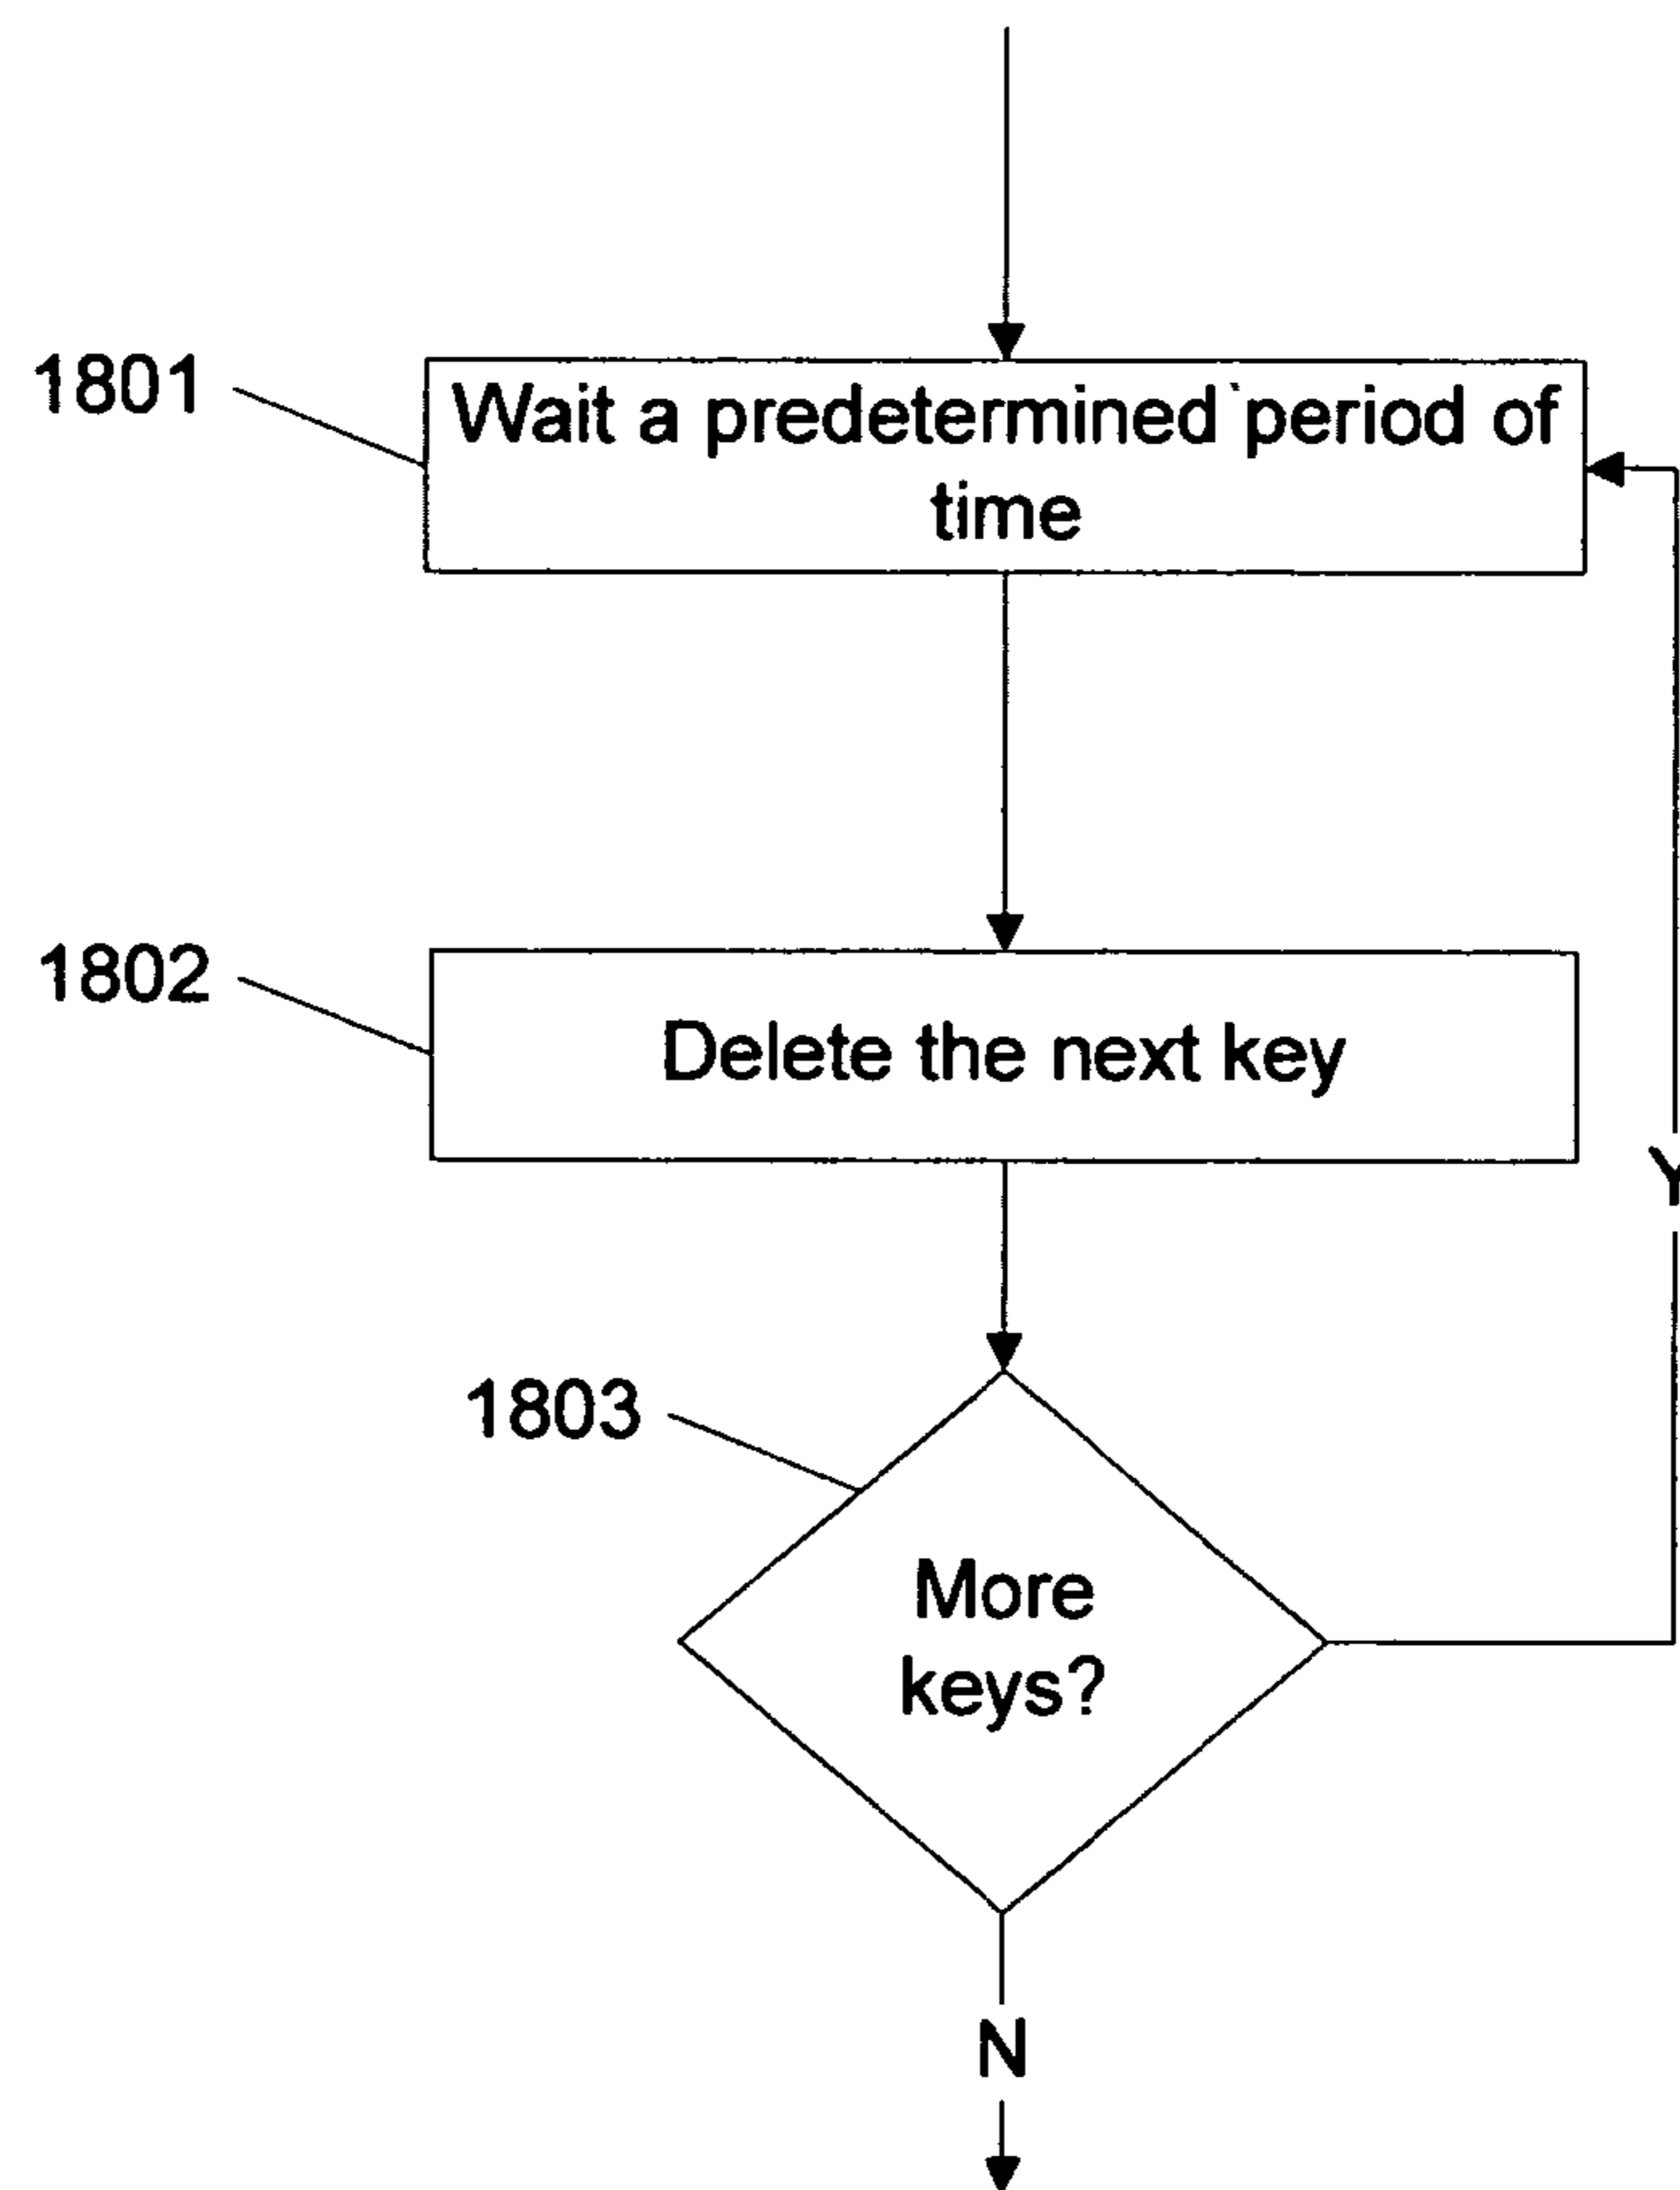 1801
Wait a predetermined period of
time
1802
Delete the next key
Y
1803
More
keys?
N